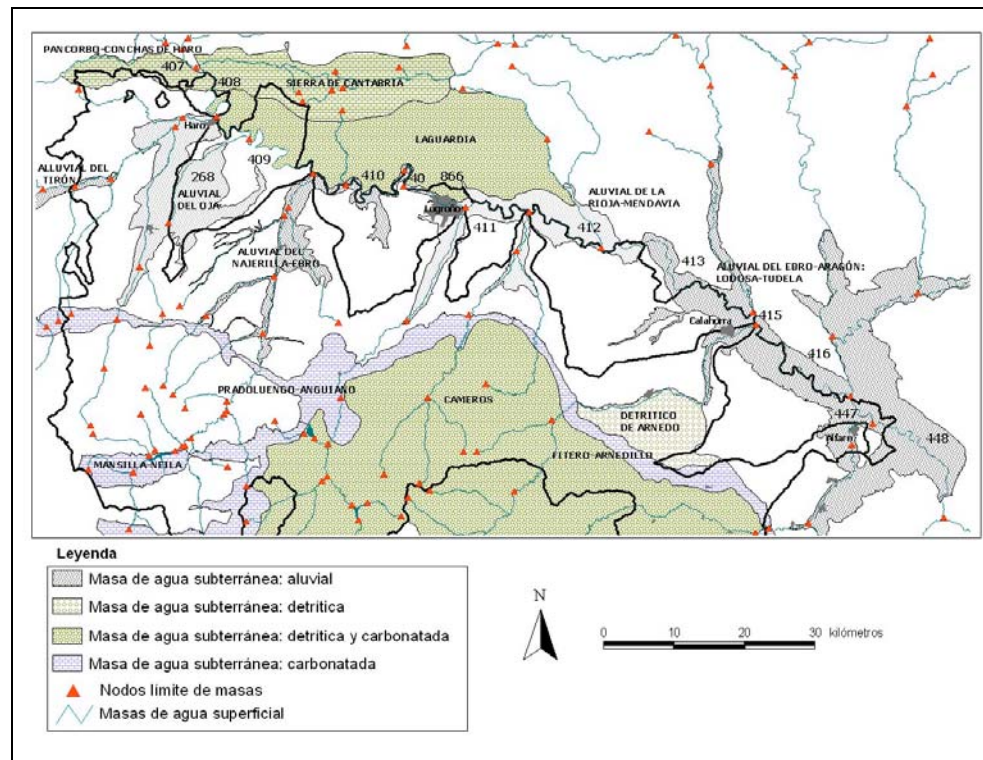 PANCORBO-CONCHAS DE HARO
407
408
SIERRA DE CANTABRIA
Haro
LAGUARDIA
409
ALLUVIAL DEL
TIRÓN
268
ALUVIAL
DEL OJA
410
40
866
Logroño
ALUVIAL DE LA
RIOJA-MENDAVIA
411
412
ALUVIAL DEL
NAJERILLA-EBRO
413
ALUVIAL DEL EBRO-ARAGÓN:
LODOSA-TUDELA
Calahorra
415
416
PRADOLUENGO-ANGUIANO
CAMEROS
DETRITICO
DE ARNEDO
447
Alfaro
448
MANSILLA-NEILA
FITERO-ARNEDILLO
Leyenda
Masa de agua subterránea: aluvial
Masa de agua subterránea: detrítica
Masa de agua subterránea: detrítica y carbonatada
Masa de agua subterránea: carbonatada
Nodos límite de masas
Masas de agua superficial
N
0 10 20 30 kilómetros